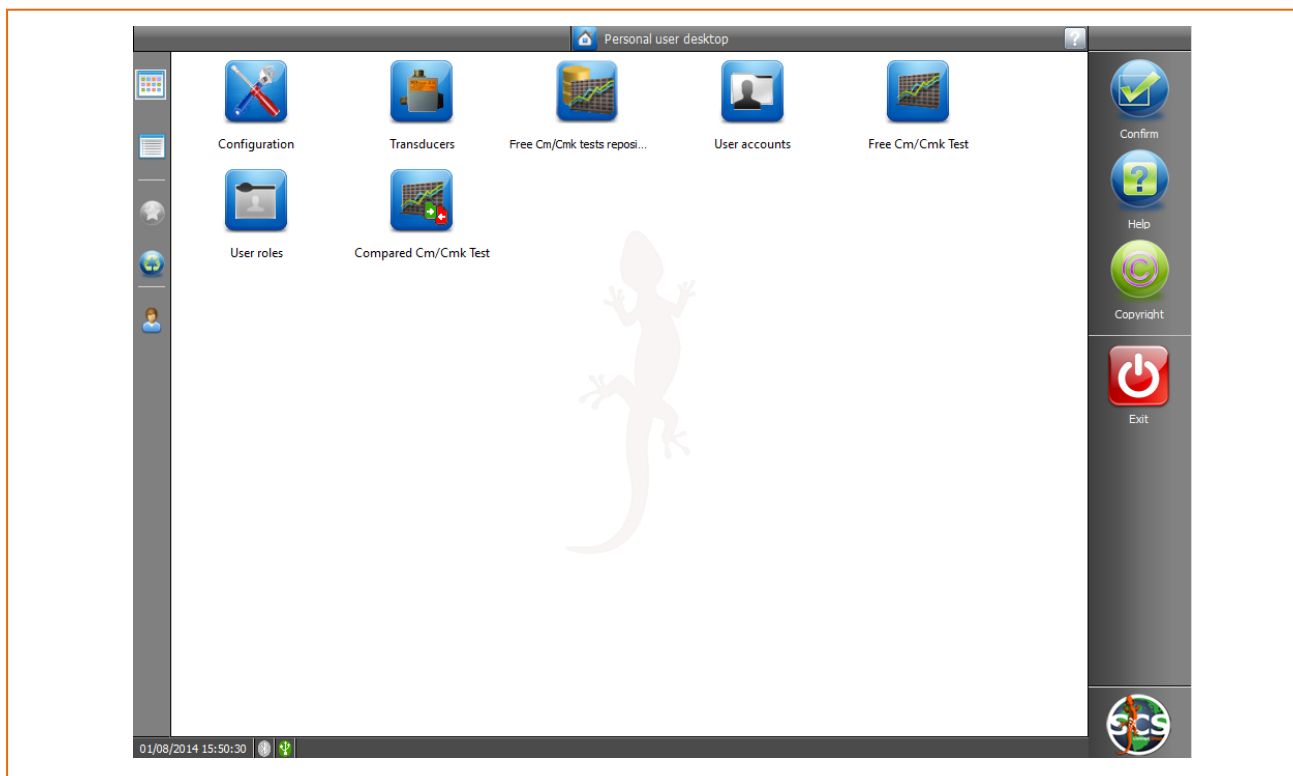 Personal user desktop
?
Configuration
Transducers
Free Cm/Cmk tests reposi...
User accounts
Free Cm/Cmk Test
User roles
Compared Cm/Cmk Test
Confirm
?
Help
©
Copyright
Exit
SCS
01/08/2014 15:50:30